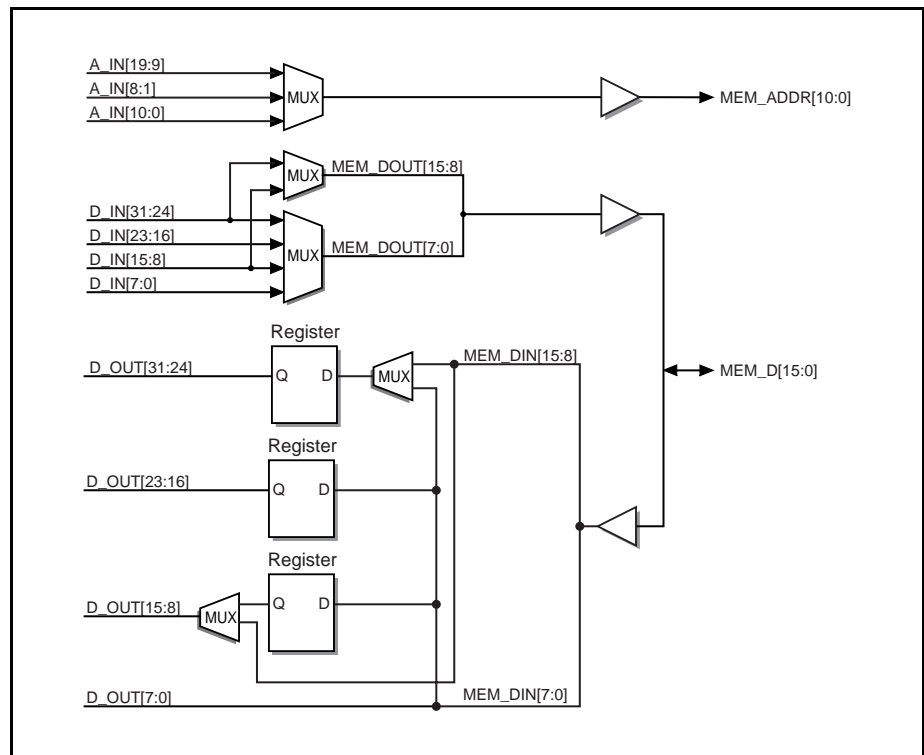 A_IN[19:9]
A_IN[8:1]
A_IN[10:0]
MUX
MEM_ADDR[10:0]
MUX
MEM_DOUT[15:8]
D_IN[31:24]
D_IN[23:16]
D_IN[15:8]
D_IN[7:0]
MUX
MEM_DOUT[7:0]
Register
D_OUT[31:24]
Q
D
MUX
MEM_DIN[15:8]
MEM_D[15:0]
Register
D_OUT[23:16]
Q
D
Register
D_OUT[15:8]
MUX
Q
D
D_OUT[7:0]
MEM_DIN[7:0]